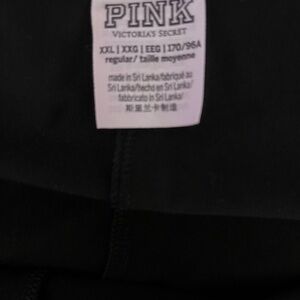 PINK
VICTORIA'S SECRET
XXL | XXG | EEG | 170/96A
regular/ taille moyenne
made in Sri Lanka/fabriqué au
Sri Lanka/hecho en Sri Lanka/
fabbricato in Sri Lanka/
斯里兰卡制造